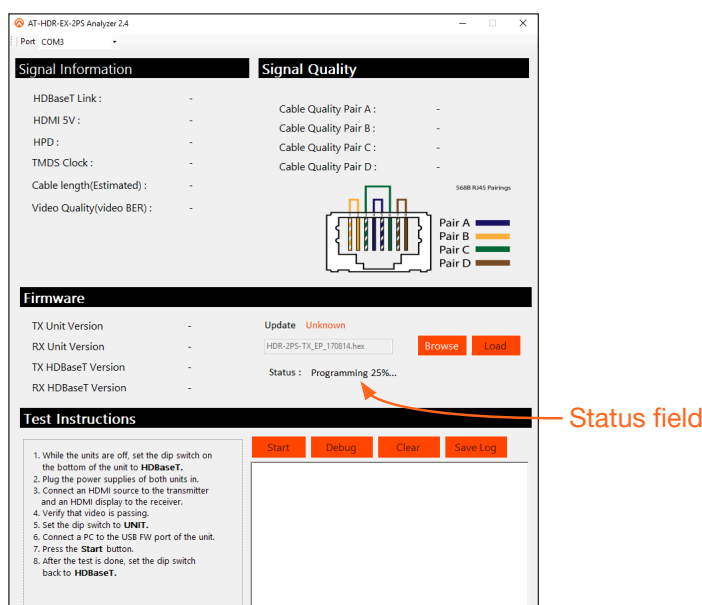 AT-HDR-EX-2PS Analyzer 2.4
Port COM3
Signal Information
HDBaseT Link : -
HDMI 5V : -
HPD : -
TMDS Clock : -
Cable length(Estimated) : -
Video Quality(video BER) : -
Signal Quality
Cable Quality Pair A : -
Cable Quality Pair B : -
Cable Quality Pair C : -
Cable Quality Pair D : -
568B RJ45 Pairings
Pair A
Pair B
Pair C
Pair D
Firmware
TX Unit Version -
RX Unit Version -
TX HDBaseT Version -
RX HDBaseT Version -
Update Unknown
HDR-2PS-TX_EP_170814.hex
Browse Load
Status : Programming 25%...
Status field
Test Instructions
1. While the units are off, set the dip switch on
the bottom of the unit to HDBaseT.
2. Plug the power supplies of both units in.
3. Connect an HDMI source to the transmitter
and an HDMI display to the receiver.
4. Verify that video is passing.
5. Set the dip switch to UNIT.
6. Connect a PC to the USB FW port of the unit.
7. Press the Start button.
8. After the test is done, set the dip switch
back to HDBaseT.
Start Debug Clear Save Log